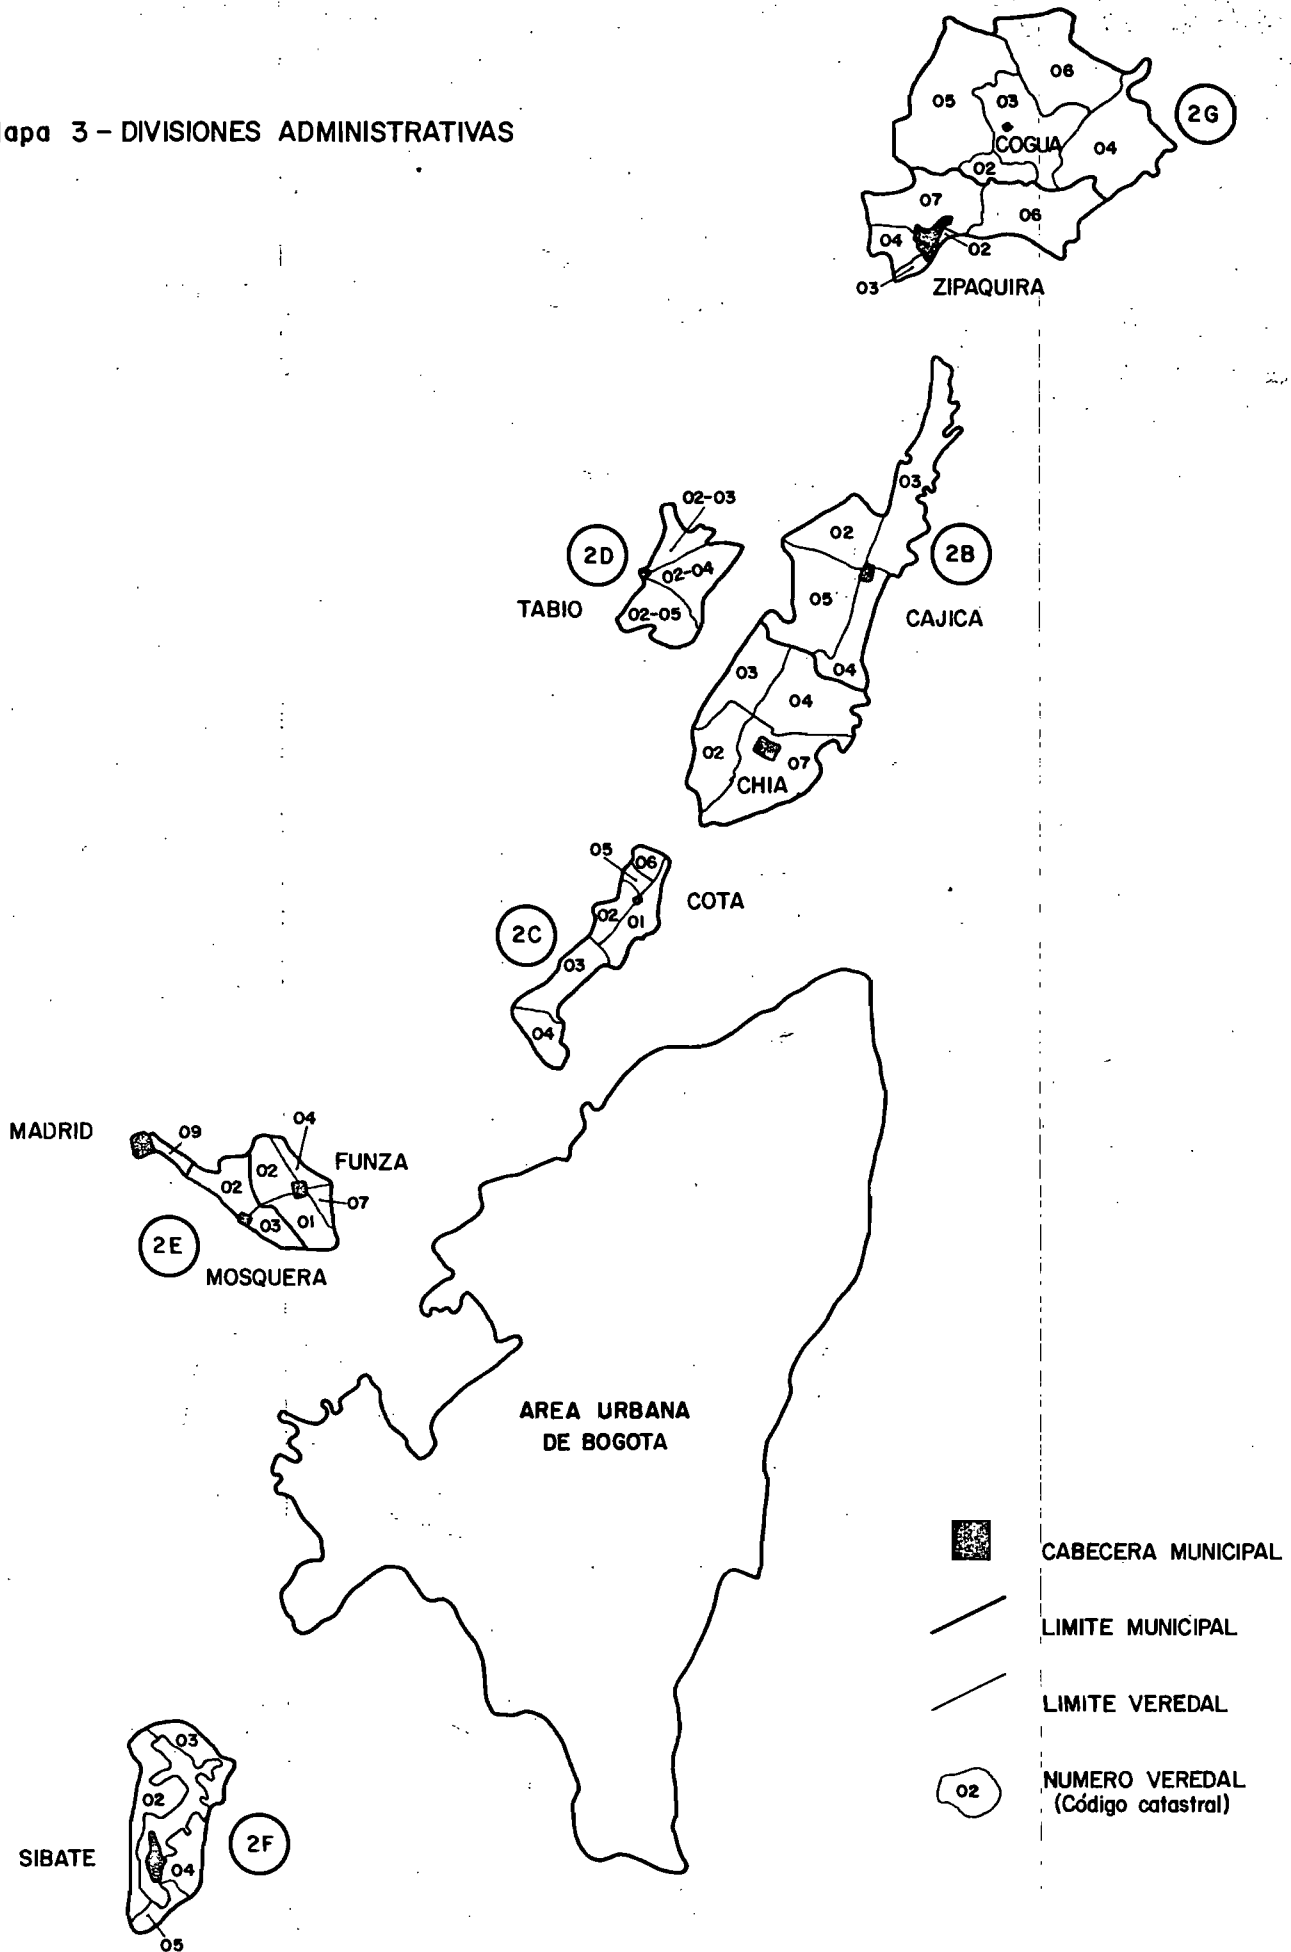 apa 3 – DIVISIONES ADMINISTRATIVAS
06
05
03
2G
COGUA
04
02
07
06
04
02
03
ZIPAQUIRA
03
02-03
02
2D
2B
02-04
TABIO
02-05
05
CAJICA
03
04
04
02
07
CHIA
05
06
COTA
02
01
2C
03
04
MADRID
09
04
FUNZA
02
02
07
03
01
2E
MOSQUERA
AREA URBANA
DE BOGOTA
CABECERA MUNICIPAL
LIMITE MUNICIPAL
LIMITE VEREDAL
02
NUMERO VEREDAL
(Código catastral)
03
02
2F
SIBATE
04
05